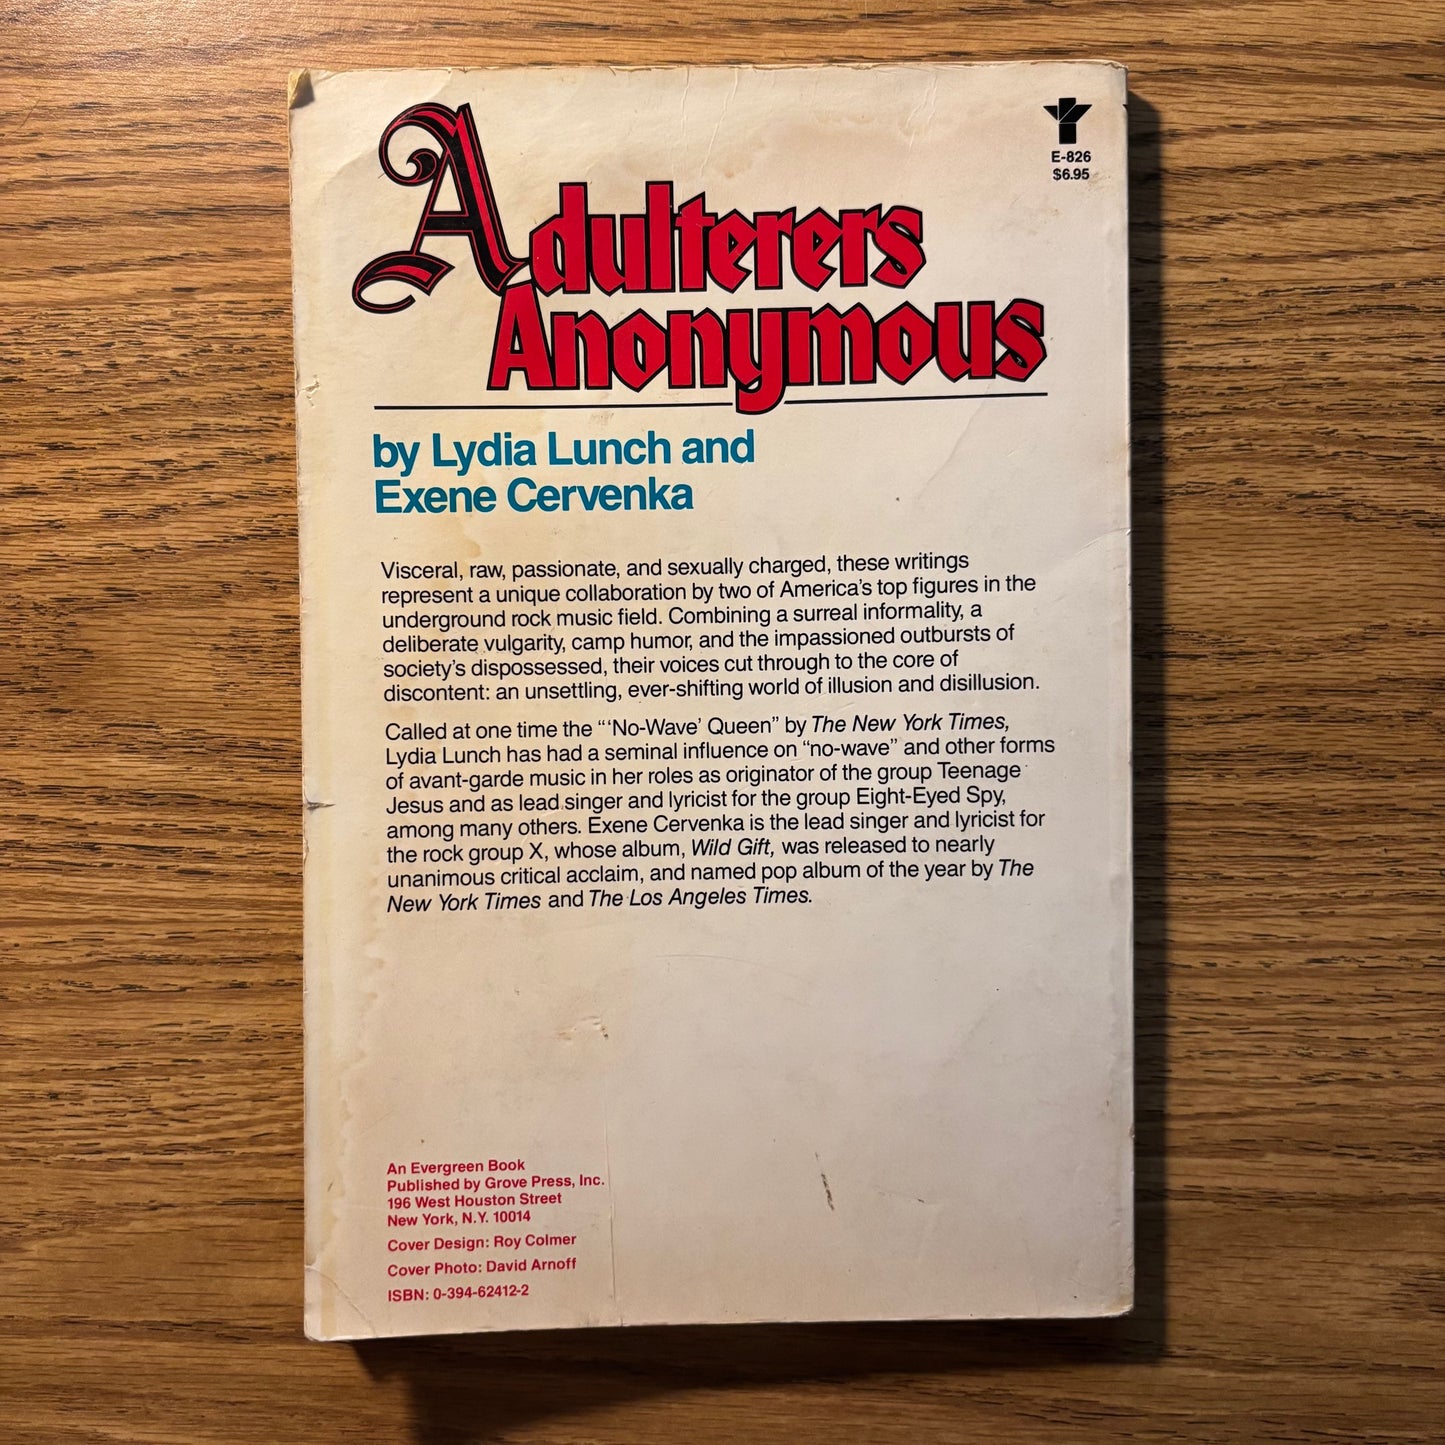 E-826
$6.95
Adulterers
Anonymous
by Lydia Lunch and
Exene Cervenka
Visceral, raw, passionate, and sexually charged, these writings
represent a unique collaboration by two of America's top figures in the
underground rock music field. Combining a surreal informality, a
deliberate vulgarity, camp humor, and the impassioned outbursts of
society's dispossessed, their voices cut through to the core of
discontent: an unsettling, ever-shifting world of illusion and disillusion.
Called at one time the "'No-Wave' Queen" by The New York Times,
Lydia Lunch has had a seminal influence on "no-wave" and other forms
of avant-garde music in her roles as originator of the group Teenage
Jesus and as lead singer and lyricist for the group Eight-Eyed Spy,
among many others. Exene Cervenka is the lead singer and lyricist for
the rock group X, whose album, Wild Gift, was released to nearly
unanimous critical acclaim, and named pop album of the year by The
New York Times and The Los Angeles Times.
An Evergreen Book
Published by Grove Press, Inc.
196 West Houston Street
New York, N.Y. 10014
Cover Design: Roy Colmer
Cover Photo: David Arnoff
ISBN: 0-394-62412-2